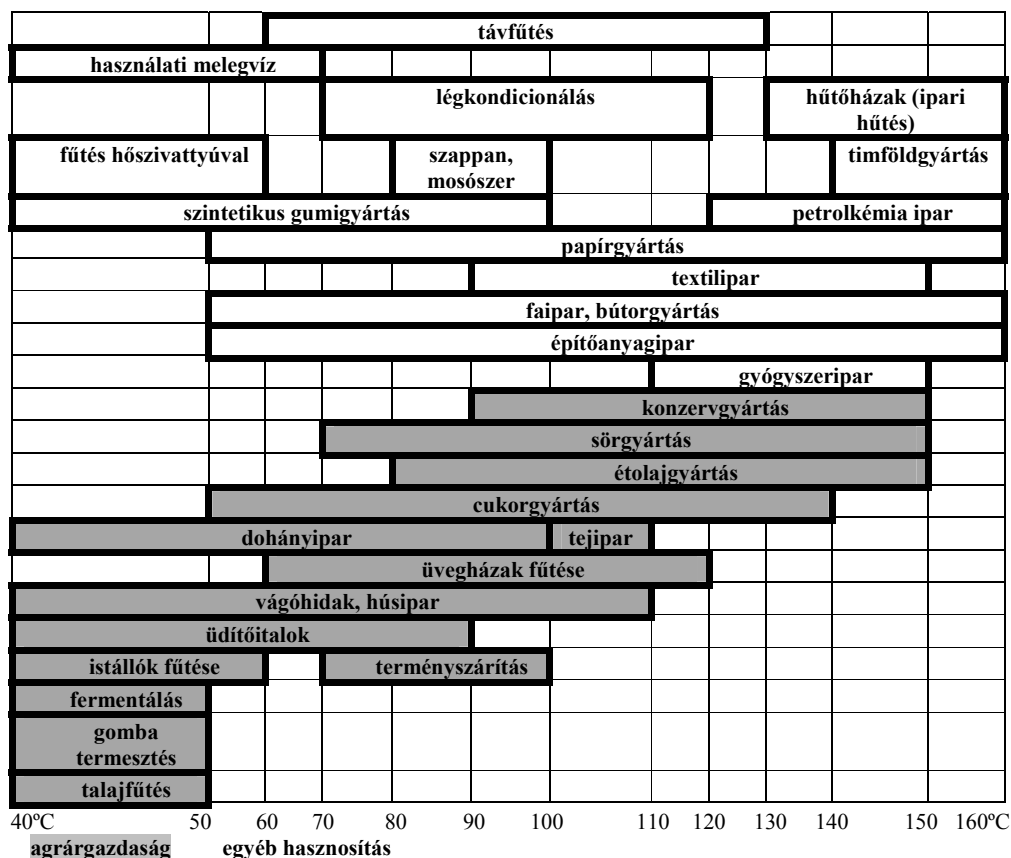 távfűtés
használati melegvíz
légkondicionálás
hűtőházak (ipari
hűtés)
fűtés hőszivattyúval
szappan,
mosószer
timföldgyártás
szintetikus gumigyártás
petrolkémia ipar
papírgyártás
textilipar
faipar, bútorgyártás
építőanyagipar
gyógyszeripar
konzervgyártás
sörgyártás
étolajgyártás
cukorgyártás
dohányipar
tejipar
üvegházak fűtése
vágóhidak, húsipar
üdítőitalok
istállók fűtése
terményszárítás
fermentálás
gomba
termesztés
talajfűtés
40ºC 50 60 70 80 90 100 110 120 130 140 150 160ºC
agrárgazdaság egyéb hasznosítás